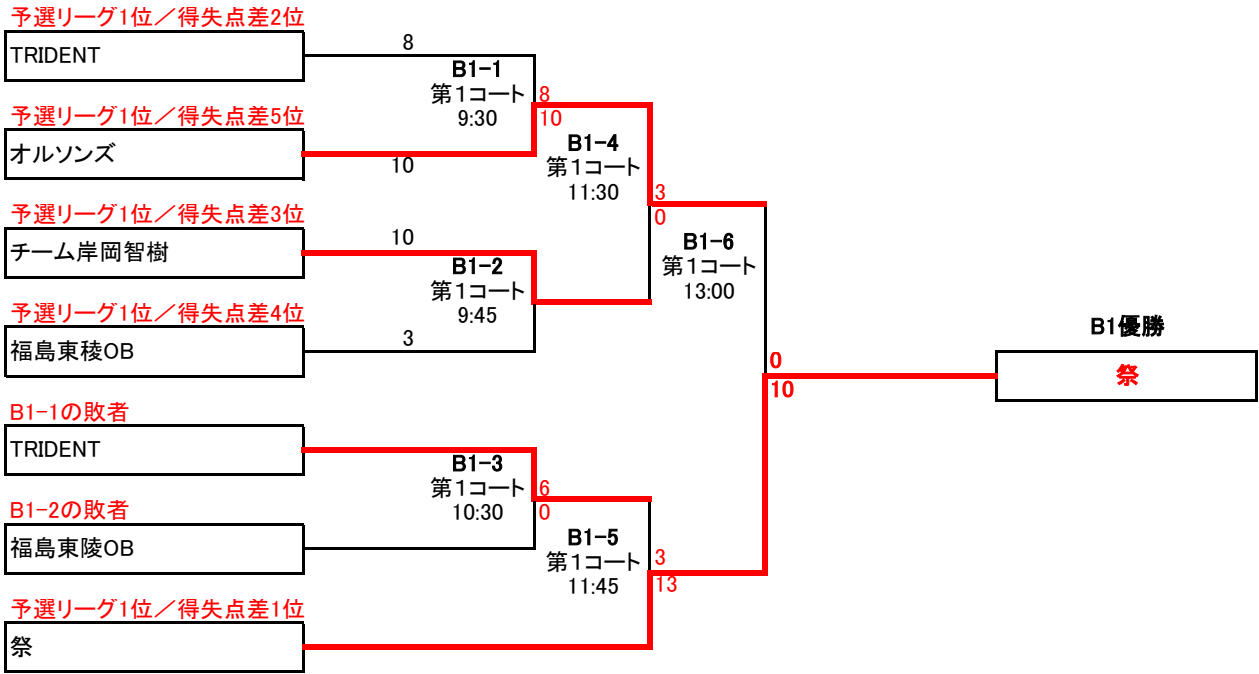 予選リーグ1位／得失点差2位
TRIDENT
8
B1-1
第1コート
9:30
8
10
予選リーグ1位／得失点差5位
オルソンズ
10
B1-4
第1コート
11:30
3
0
予選リーグ1位／得失点差3位
チーム岸岡智樹
10
B1-2
第1コート
9:45
B1-6
第1コート
13:00
予選リーグ1位／得失点差4位
福島東稜OB
3
B1優勝
祭
0
10
B1-1の敗者
TRIDENT
B1-3
第1コート
10:30
6
0
B1-2の敗者
福島東陵OB
B1-5
第1コート
11:45
3
13
予選リーグ1位／得失点差1位
祭